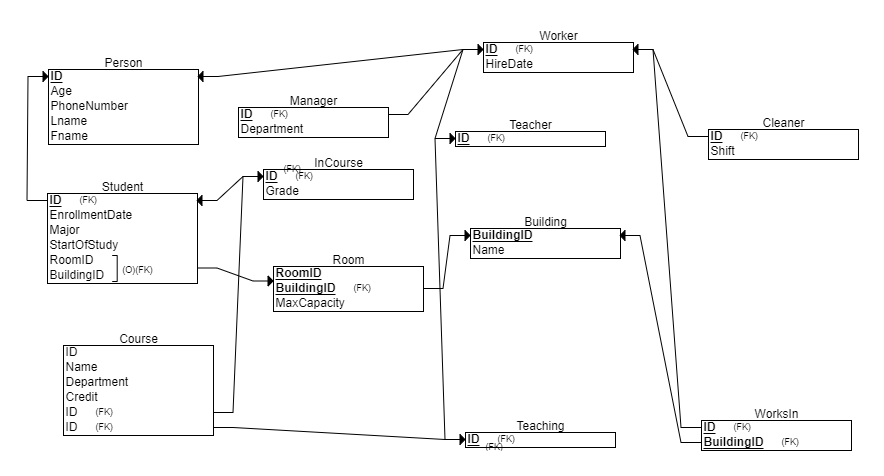 Person
ID
Age
PhoneNumber
Lname
Fname
Manager
ID (FK)
Department
Worker
ID (FK)
HireDate
Teacher
ID (FK)
Cleaner
ID (FK)
Shift
InCourse
(FK)
ID (FK)
Grade
Student
ID (FK)
EnrollmentDate
Major
StartOfStudy
RoomID
BuildingID
(O)(FK)
Building
BuildingID
Name
Room
RoomID
BuildingID (FK)
MaxCapacity
Course
ID
Name
Department
Credit
ID (FK)
ID (FK)
Teaching
ID (FK)
(FK)
WorksIn
ID (FK)
BuildingID (FK)